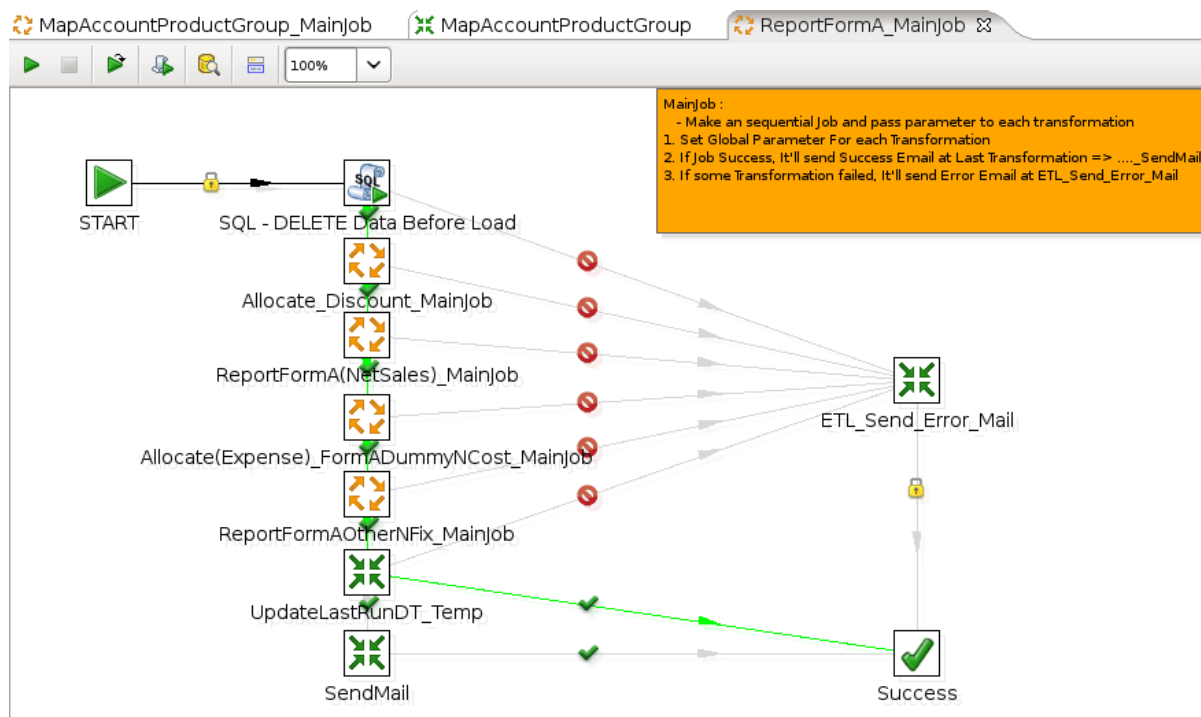 MapAccountProductGroup_MainJob
MapAccountProductGroup
ReportFormA_MainJob
100%
MainJob :
- Make an sequential Job and pass parameter to each transformation
1. Set Global Parameter For each Transformation
2. If Job Success, It'll send Success Email at Last Transformation => ...._SendMail
3. If some Transformation failed, It'll send Error Email at ETL_Send_Error_Mail
SQL
START
SQL - DELETE Data Before Load
Allocate_Discount_MainJob
ReportFormA(NetSales)_MainJob
ETL_Send_Error_Mail
Allocate(Expense)_FormADummyNCost_MainJob
ReportFormAOtherNFix_MainJob
UpdateLastRunDT_Temp
SendMail
Success